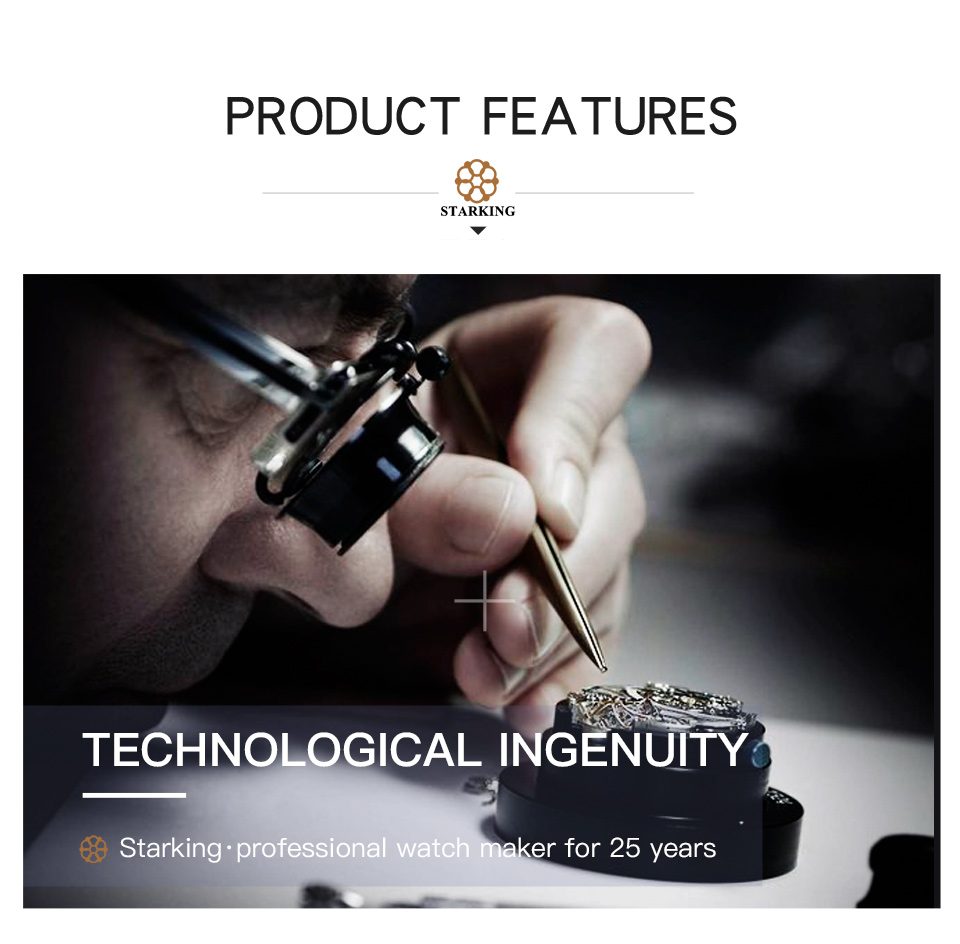 PRODUCT FEATURES
STARKING
TECHNOLOGICAL INGENUITY
Starking·professional watch maker for 25 years